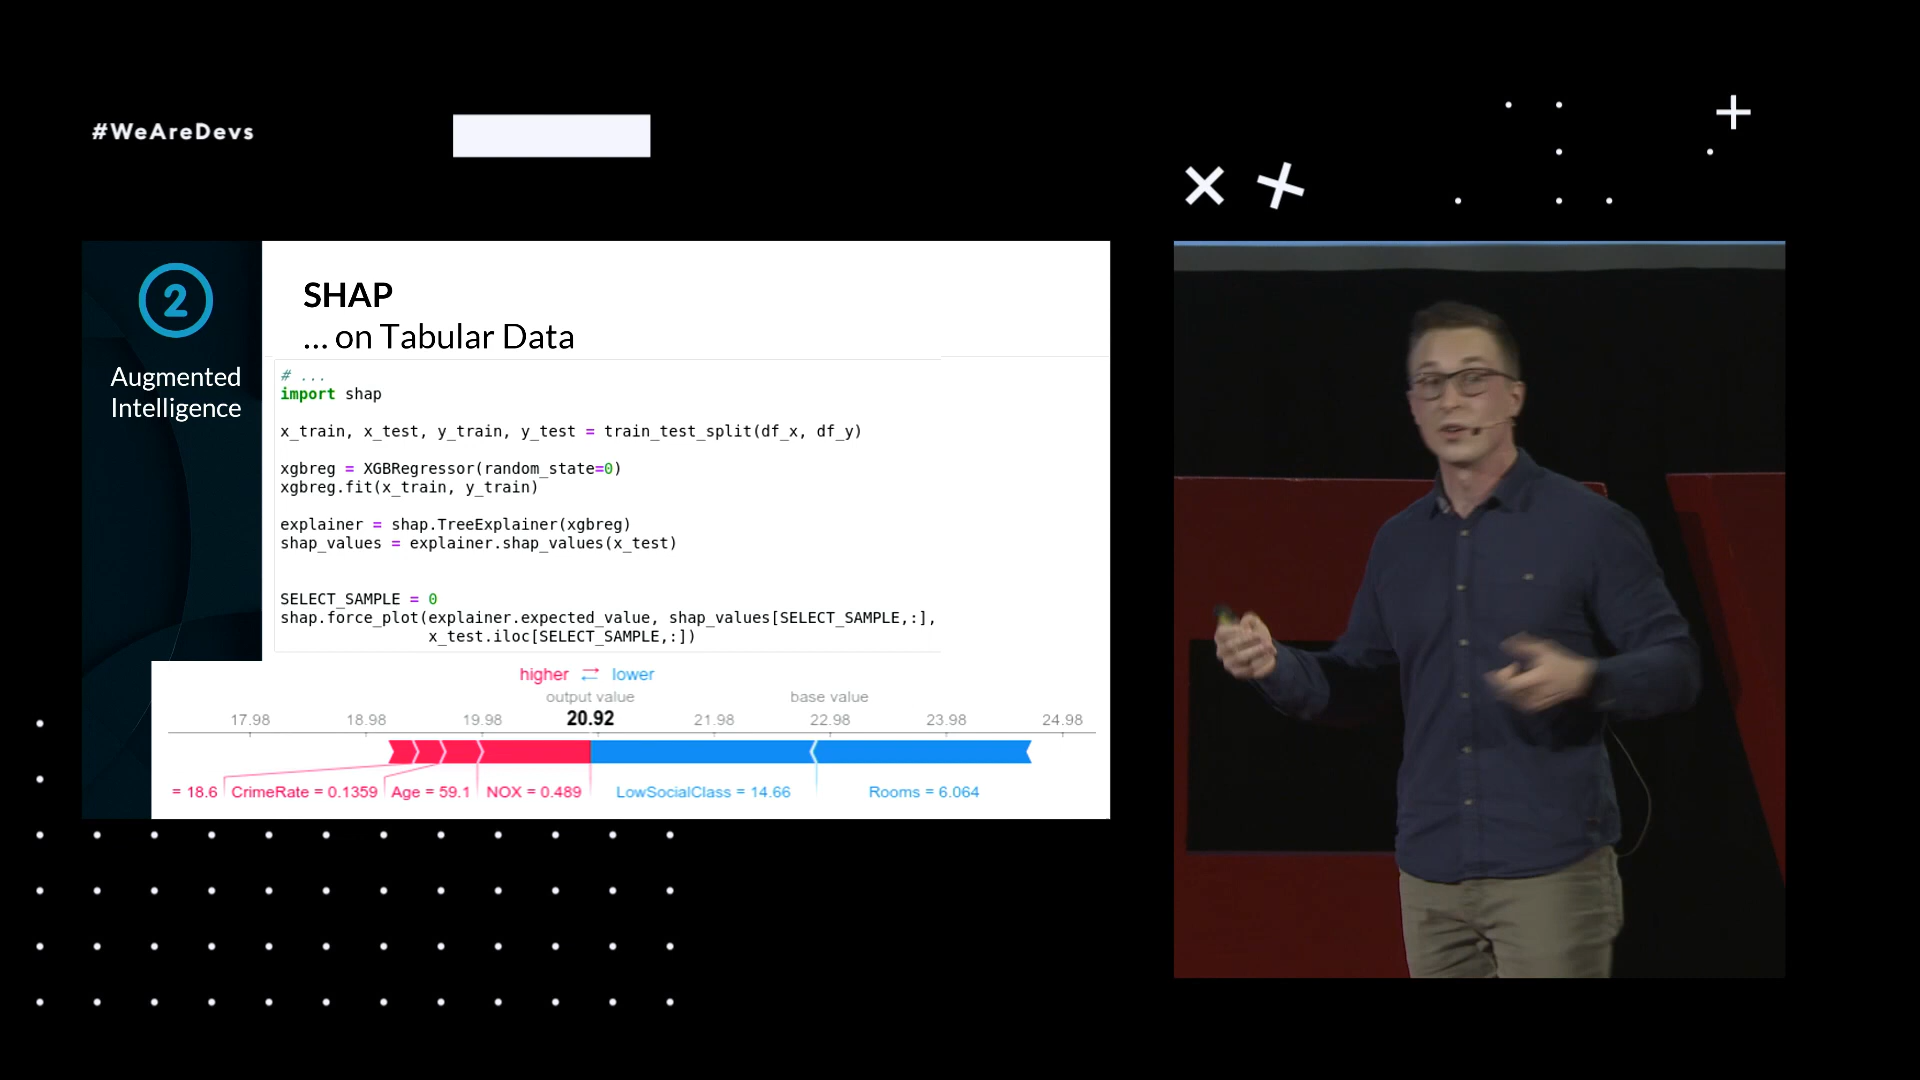 #WeAreDevs
2
Augmented
Intelligence
SHAP
... on Tabular Data
# ...
import shap
x_train, x_test, y_train, y_test = train_test_split(df_x, df_y)
xgbreg = XGBRegressor(random_state=0)
xgbreg.fit(x_train, y_train)
explainer = shap.TreeExplainer(xgbreg)
shap_values = explainer.shap_values(x_test)
SELECT_SAMPLE = 0
shap.force_plot(explainer.expected_value, shap_values[SELECT_SAMPLE,:],
x_test.iloc[SELECT_SAMPLE,:])
higher ⇄ lower
output value base value
17.98 18.98 19.98 20.92 21.98 22.98 23.98 24.98
= 18.6 CrimeRate = 0.1359 Age = 59.1 NOX = 0.489 LowSocialClass = 14.66 Rooms = 6.064